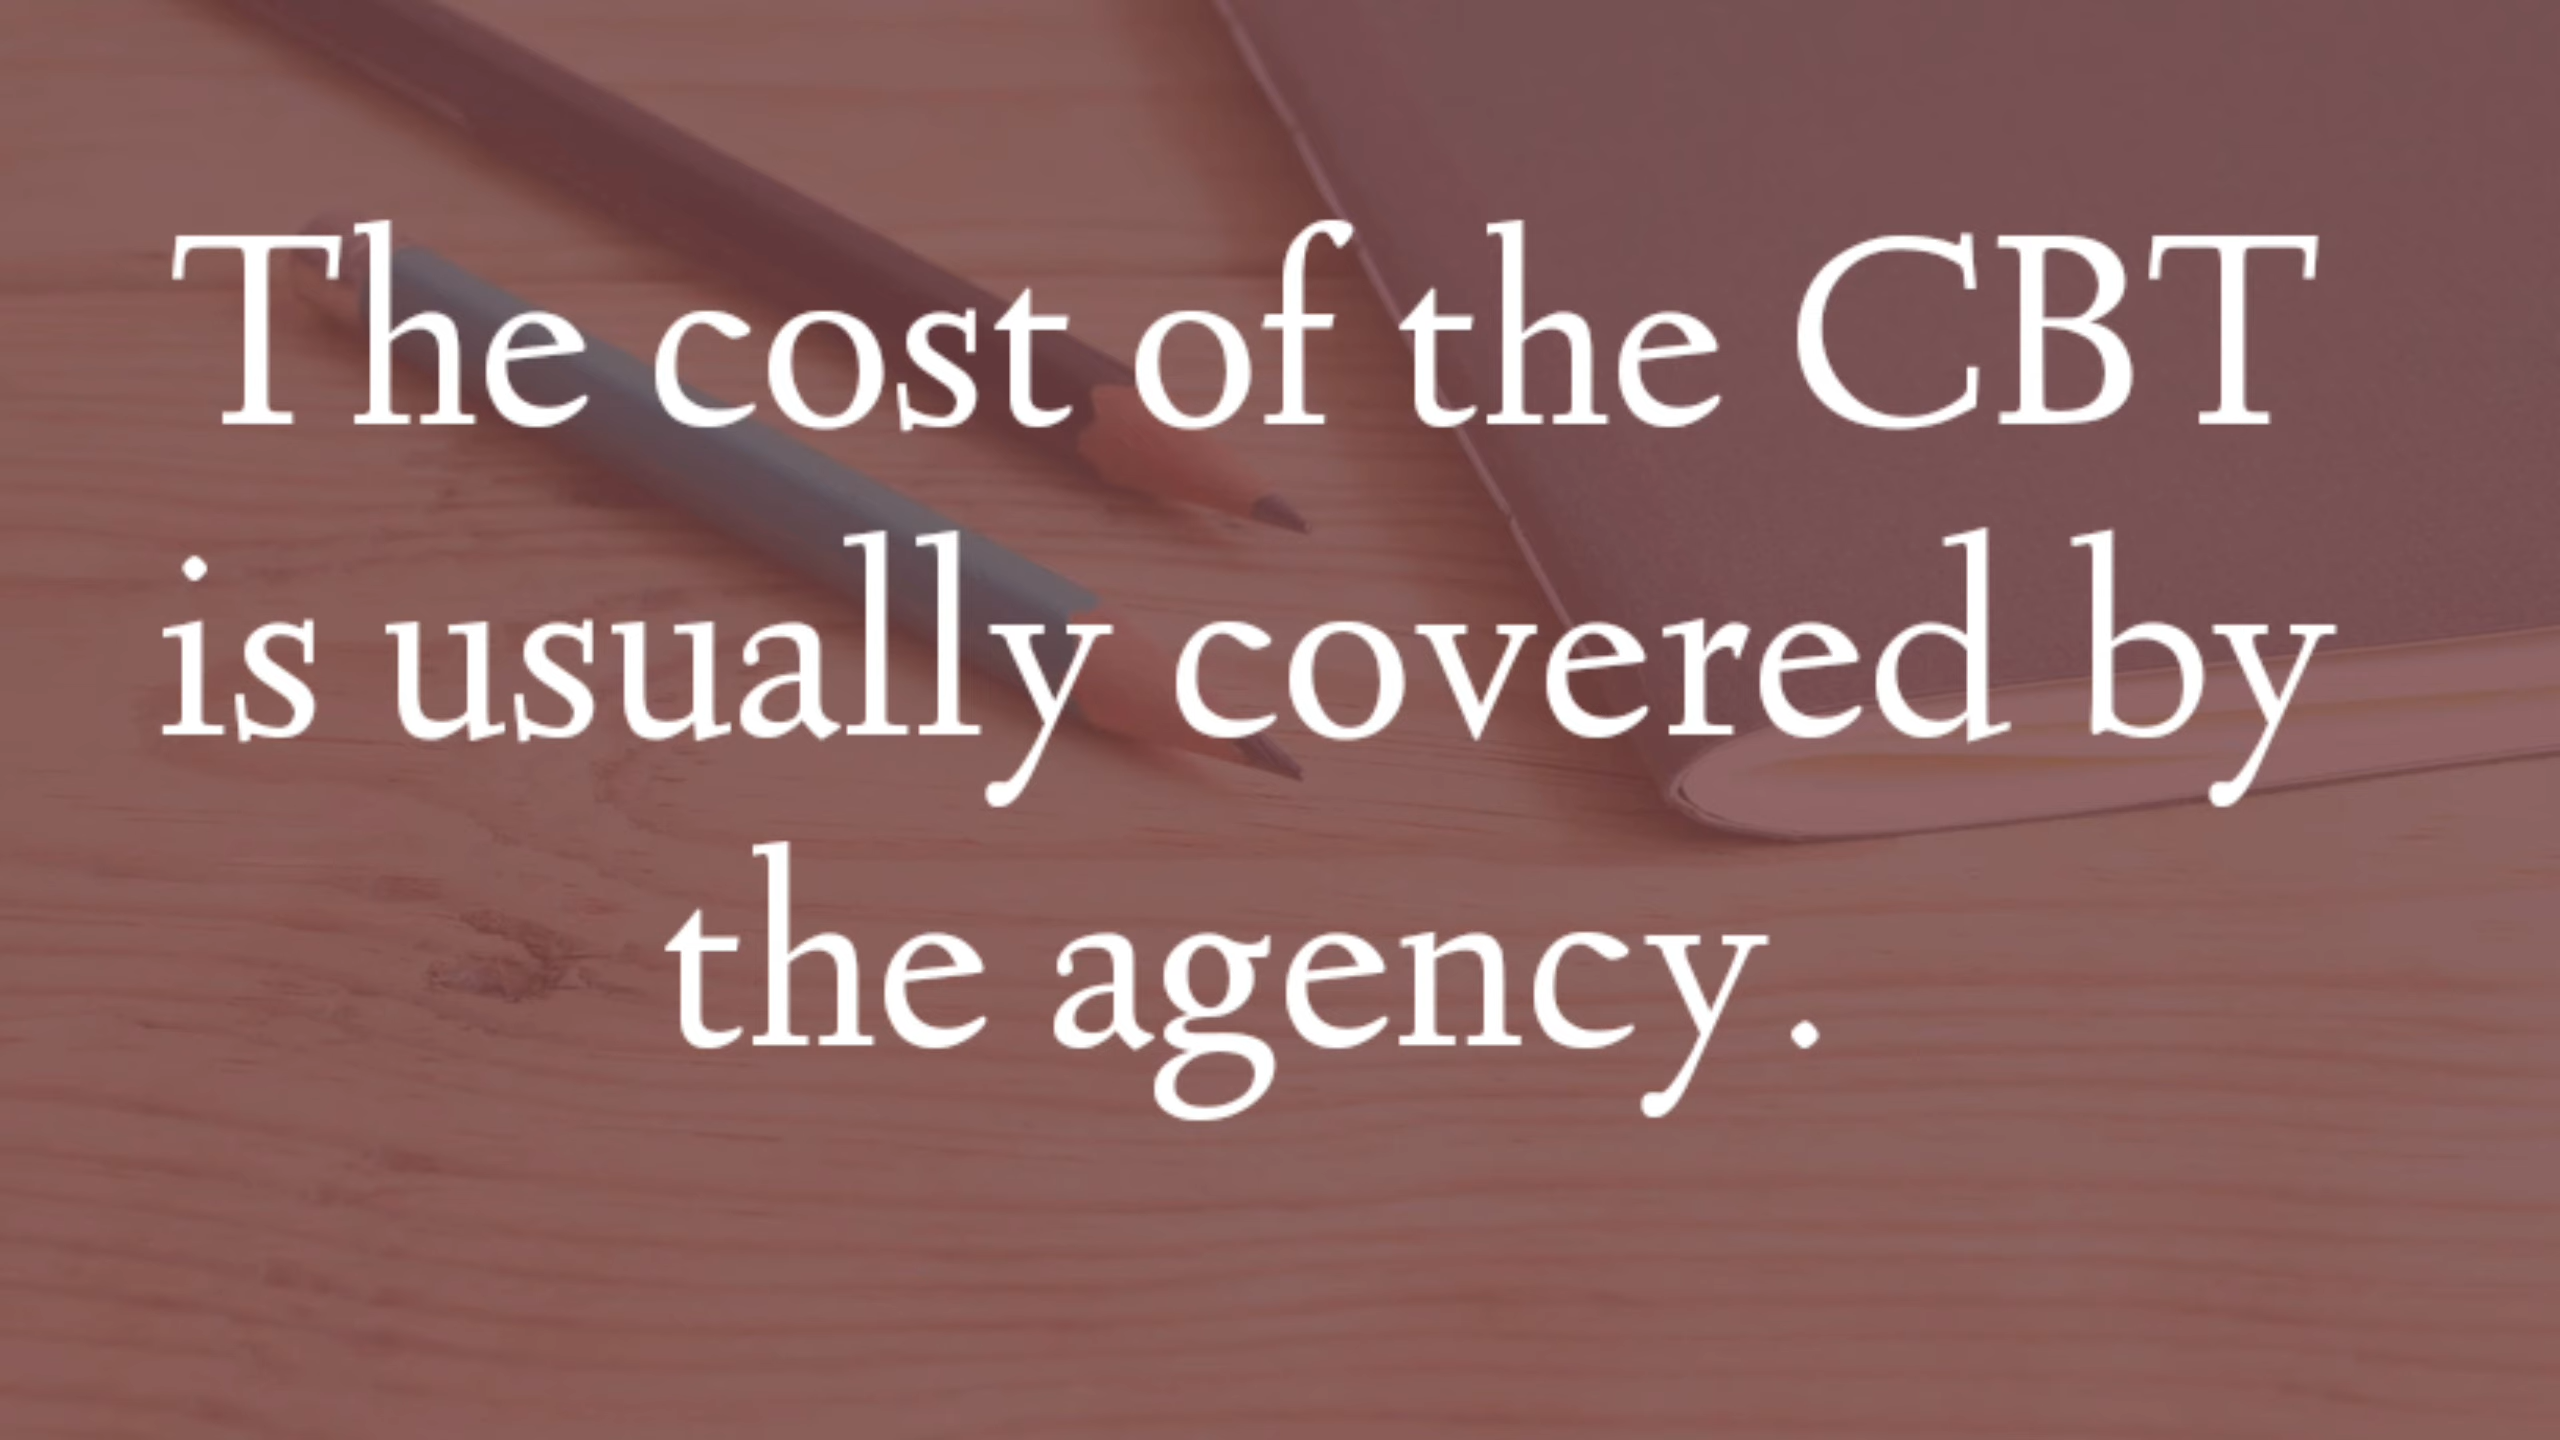 The cost of the CBT
is usually covered by
the agency.